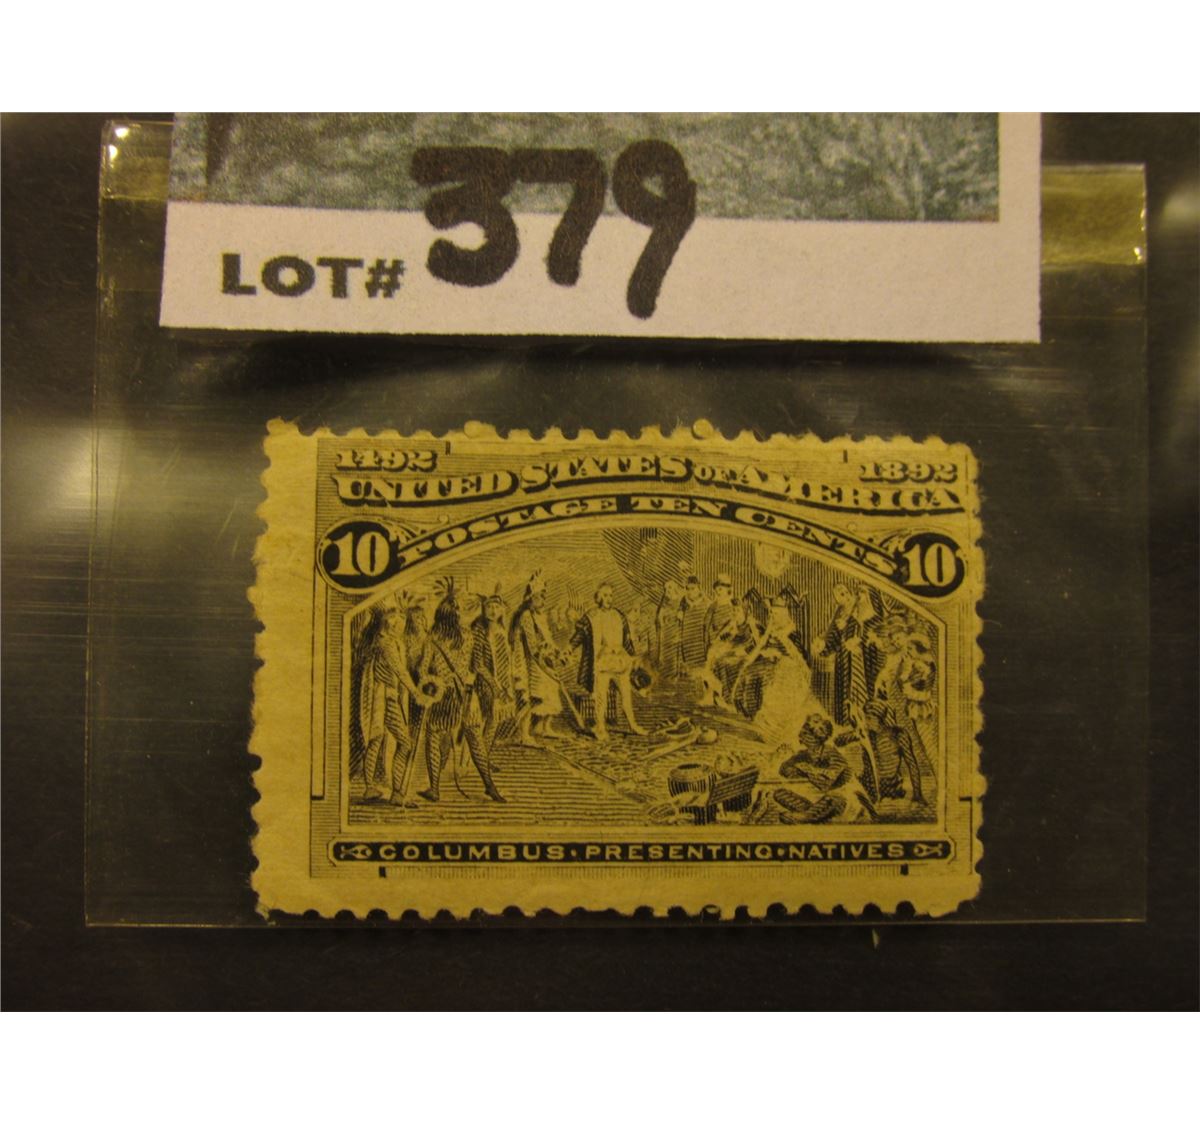 LOT# 379
1492 1892
UNITED STATES OF AMERICA
POSTAGE TEN CENTS
10 10
COLUMBUS · PRESENTING · NATIVES